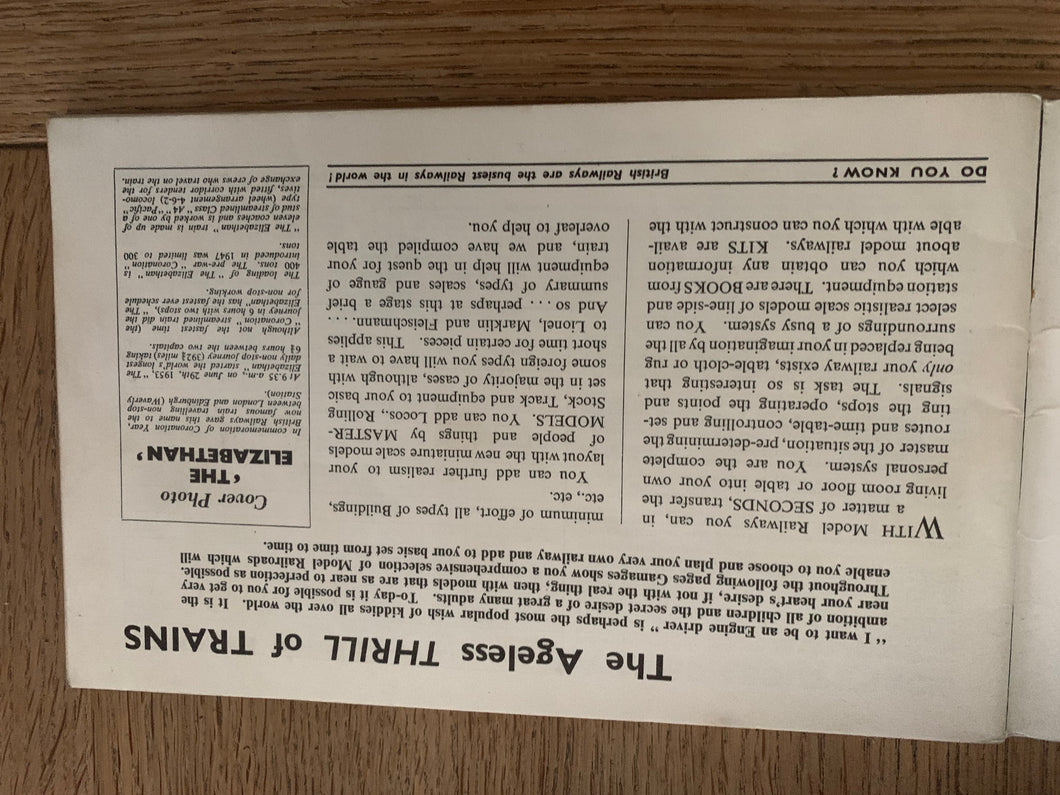 The Ageless THRILL of TRAINS
“ I want to be an Engine driver ” is perhaps the most popular wish of kiddies all over the world. It is the
ambition of all children and the secret desire of a great many adults. To-day it is possible for you to get very
near your heart's desire, if not with the real thing, then with models that are as near to perfection as possible.
Throughout the following pages Gamages show you a comprehensive selection of Model Railroads which will
enable you to choose and plan your very own railway and add to your basic set from time to time.
WITH Model Railways you can, in
a matter of SECONDS, transfer the
living room floor or table into your own
personal system. You are the complete
master of the situation, pre-determining the
routes and time-table, controlling and set-
ting the stops, operating the points and
signals. The task is so interesting that
only your railway exists, table-cloth or rug
being replaced in your imagination by all the
surroundings of a busy system. You can
select realistic scale models of line-side and
station equipment. There are BOOKS from
which you can obtain any information
about model railways. KITS are avail-
able with which you can construct with the
minimum of effort, all types of Buildings,
etc., etc.
You can add further realism to your
layout with the new miniature scale models
of people and things by MASTER-
MODELS. You can add Locos., Rolling
Stock, Track and equipment to your basic
set in the majority of cases, although with
some foreign types you will have to wait a
short time for certain pieces. This applies
to Lionel, Marklin and Fleischmann. . . .
And so . . . perhaps at this stage a brief
summary of types, scales and gauge of
equipment will help in the quest for your
train, and we have compiled the table
overleaf to help you.
Cover Photo
‘THE
ELIZABETHAN’
In commemoration of Coronation Year,
British Railways gave this name to the
now famous train travelling non-stop
between London and Edinburgh (Waverly
Station).
At 9.35 a.m. on June 29th, 1953, “The
Elizabethan” started the world's longest
daily non-stop journey (392¾ miles) taking
6¾ hours between the two capitals.
Although not the fastest time (the
“Coronation” streamlined train did the
journey in 6 hours with two stops), “The
Elizabethan” has the fastest ever schedule
for non-stop working.
The loading of “The Elizabethan” is
400 tons. The pre-war “Coronation”
introduced in 1947 was limited to 300
tons.
“The Elizabethan” train is made up of
eleven coaches and is worked by one of a
stud of streamlined Class “A4” “Pacific”
type (wheel arrangement 4-6-2) locomo-
tives, fitted with corridor tenders for the
exchange of crews who travel on the train.
DO YOU KNOW ?
British Railways are the busiest Railways in the world !